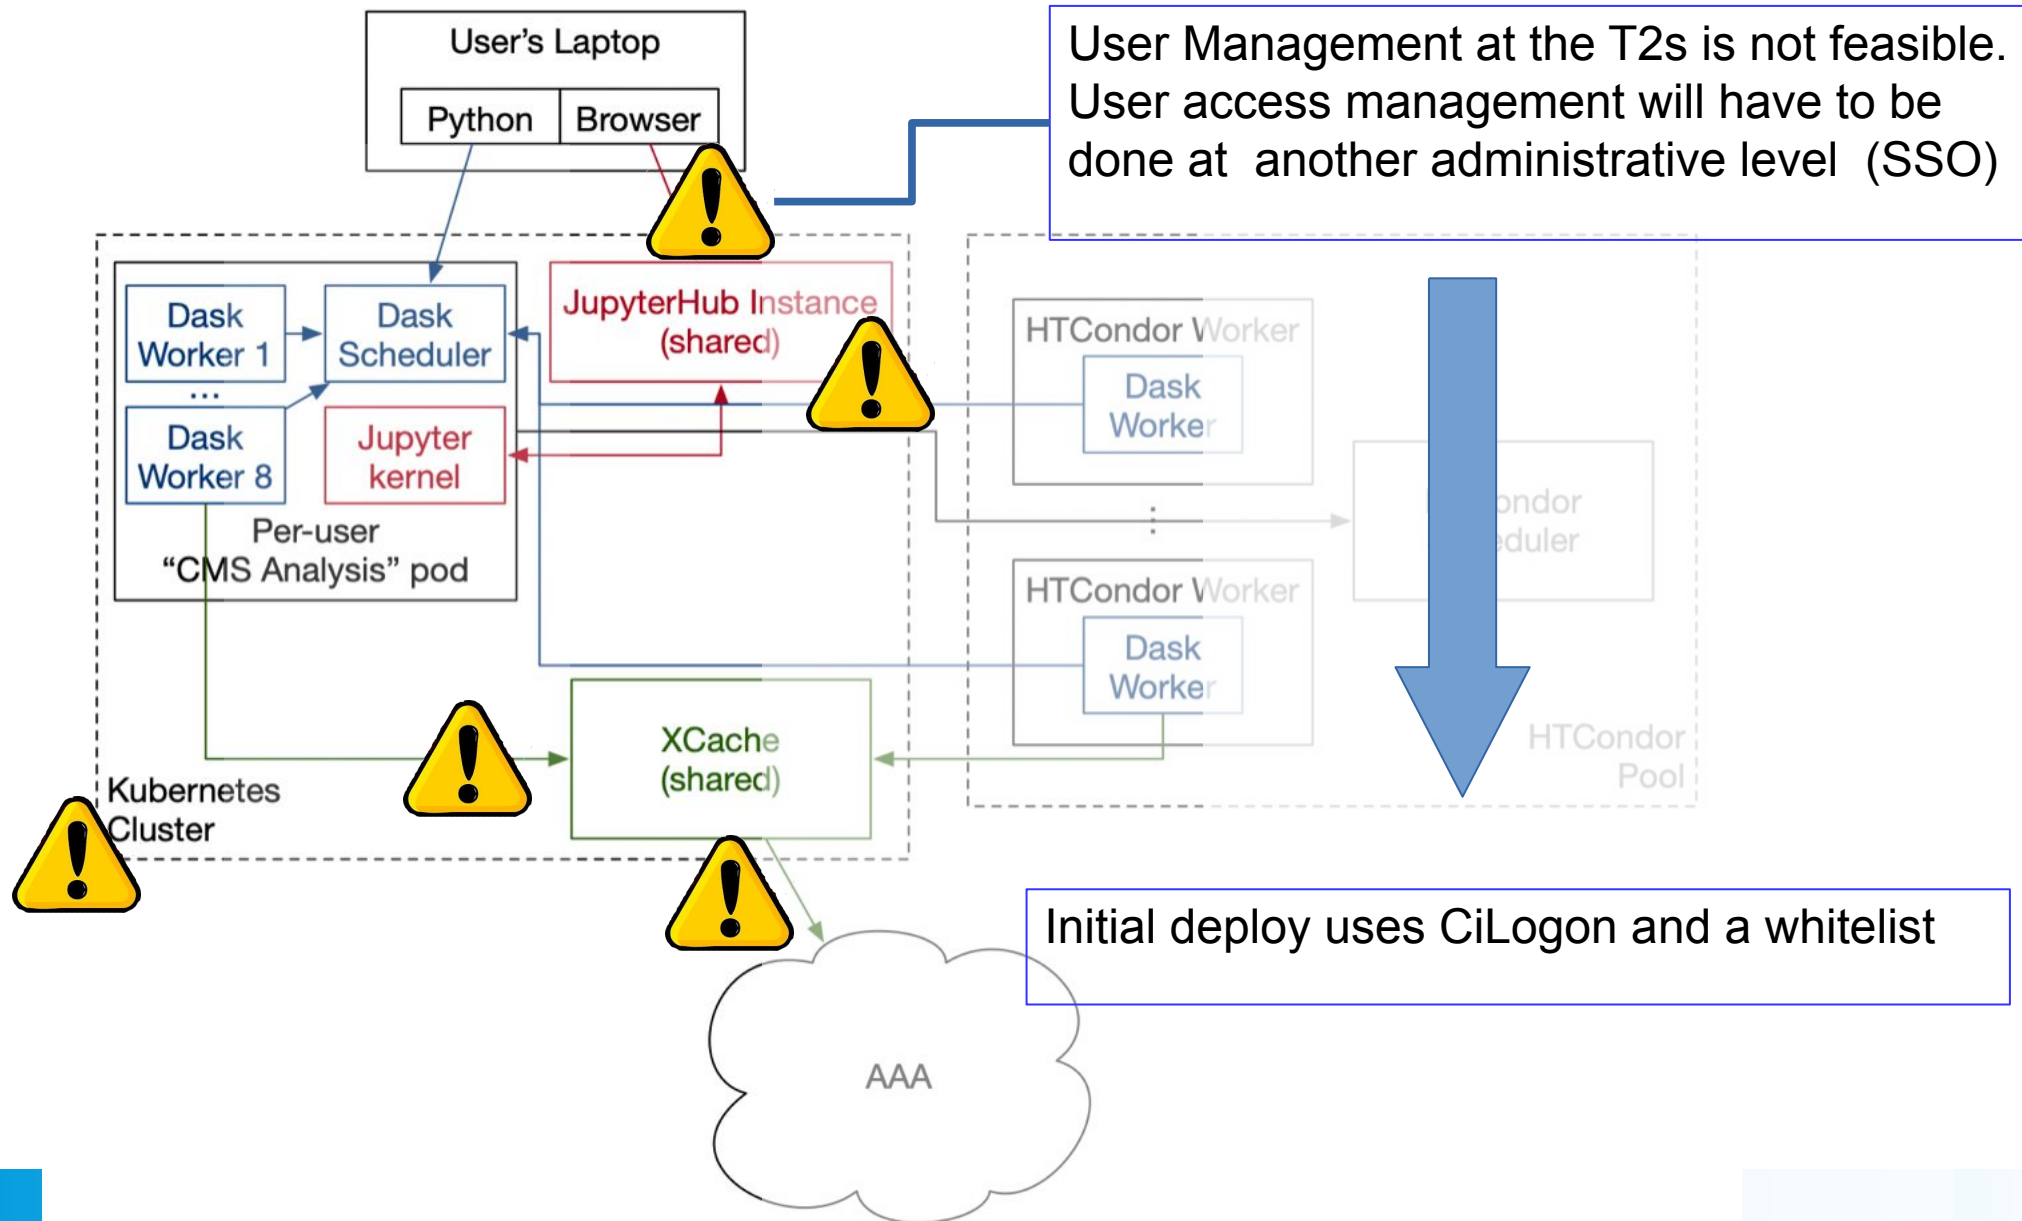 User's Laptop
Python
Browser
User Management at the T2s is not feasible.
User access management will have to be
done at  another administrative level  (SSO)
Dask
Worker 1
...
Dask
Worker 8
Dask
Scheduler
Jupyter
kernel
Per-user
“CMS Analysis” pod
JupyterHub Instance
(shared)
XCache
(shared)
Kubernetes
Cluster
HTCondor Worker
Dask
Worker
...
HTCondor Worker
Dask
Worker
ondor
eduler
HTCondor
Pool
Initial deploy uses CiLogon and a whitelist
AAA